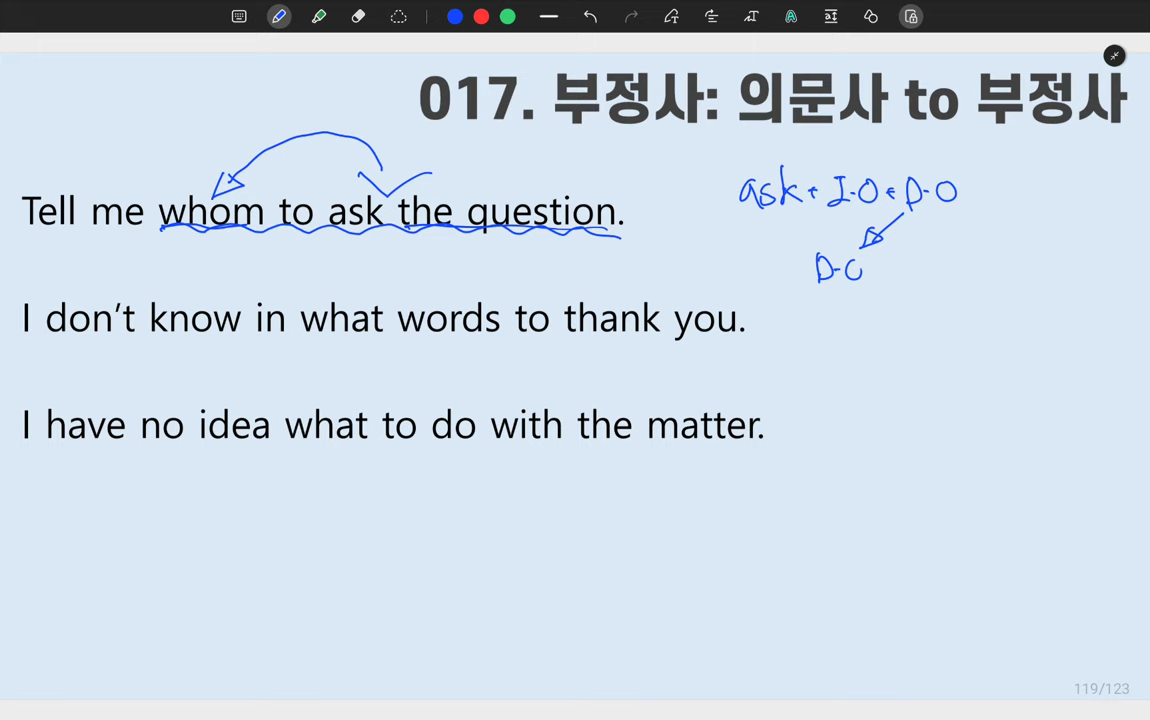 017. 부정사: 의문사 to 부정사
Tell me whom to ask the question.
ask + I·O + D·O
D·O
I don't know in what words to thank you.
I have no idea what to do with the matter.
119/123